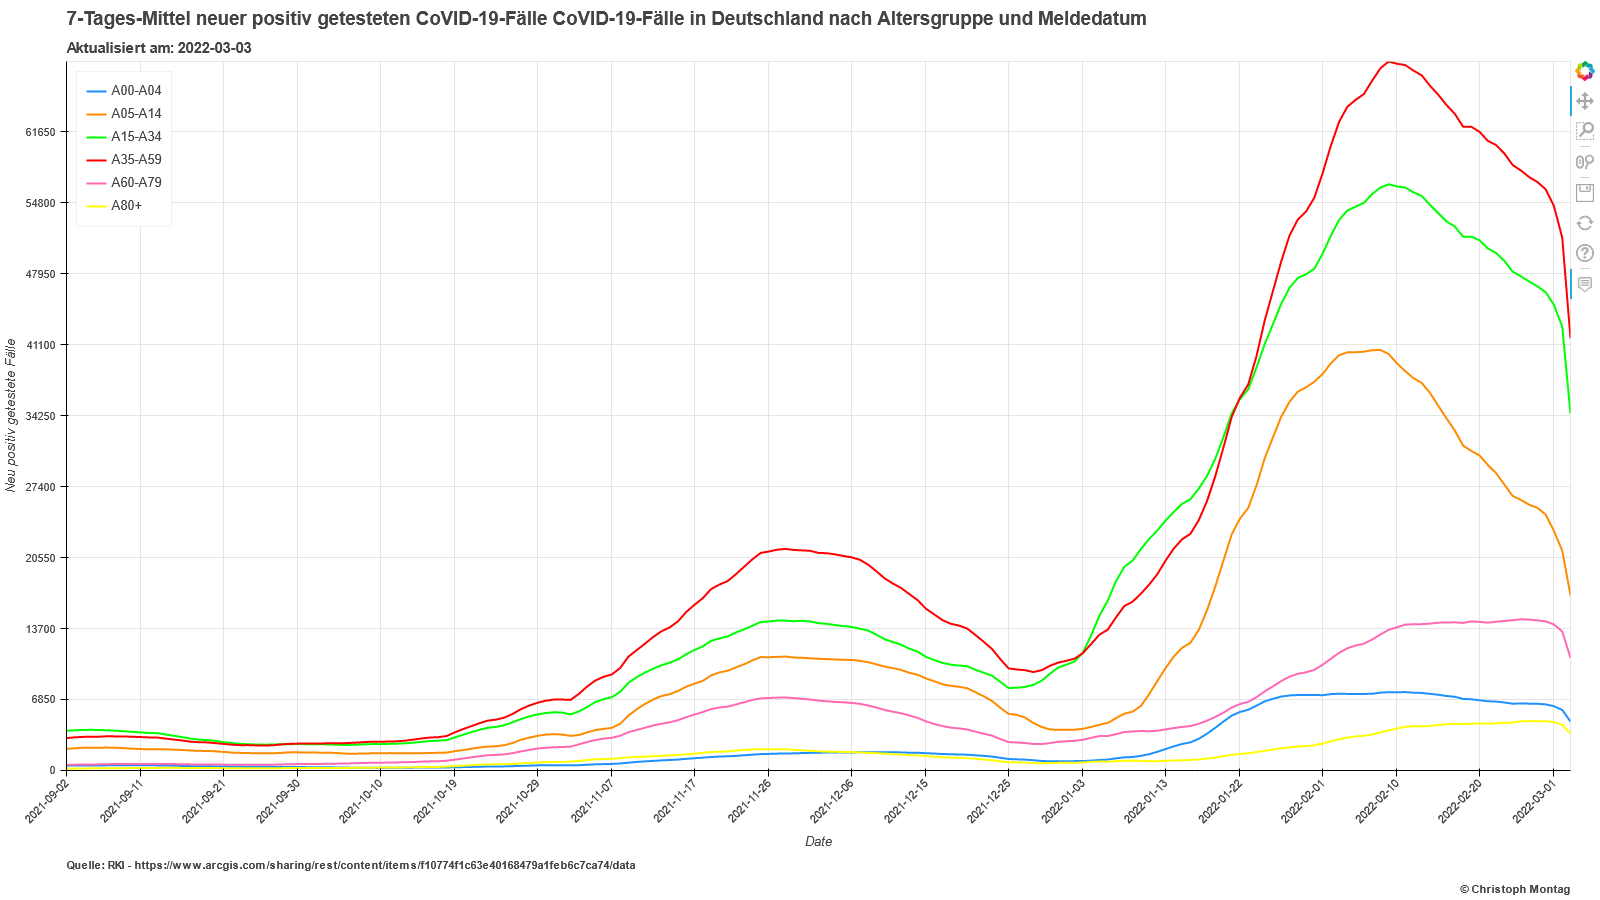 7-Tages-Mittel neuer positiv getesteten CoVID-19-Fälle CoVID-19-Fälle in Deutschland nach Altersgruppe und Meldedatum
Aktualisiert am: 2022-03-03
A00-A04
A05-A14
A15-A34
A35-A59
A60-A79
A80+
61650
54800
47950
41100
34250
27400
20550
13700
6850
0
Neu positiv getestete Fälle
2021-09-02
2021-09-11
2021-09-21
2021-09-30
2021-10-10
2021-10-19
2021-10-29
2021-11-07
2021-11-17
2021-11-26
2021-12-06
2021-12-15
2021-12-25
2022-01-03
2022-01-13
2022-01-22
2022-02-01
2022-02-10
2022-02-20
2022-03-01
Date
Quelle: RKI - https://www.arcgis.com/sharing/rest/content/items/f10774f1c63e40168479a1feb6c7ca74/data
© Christoph Montag